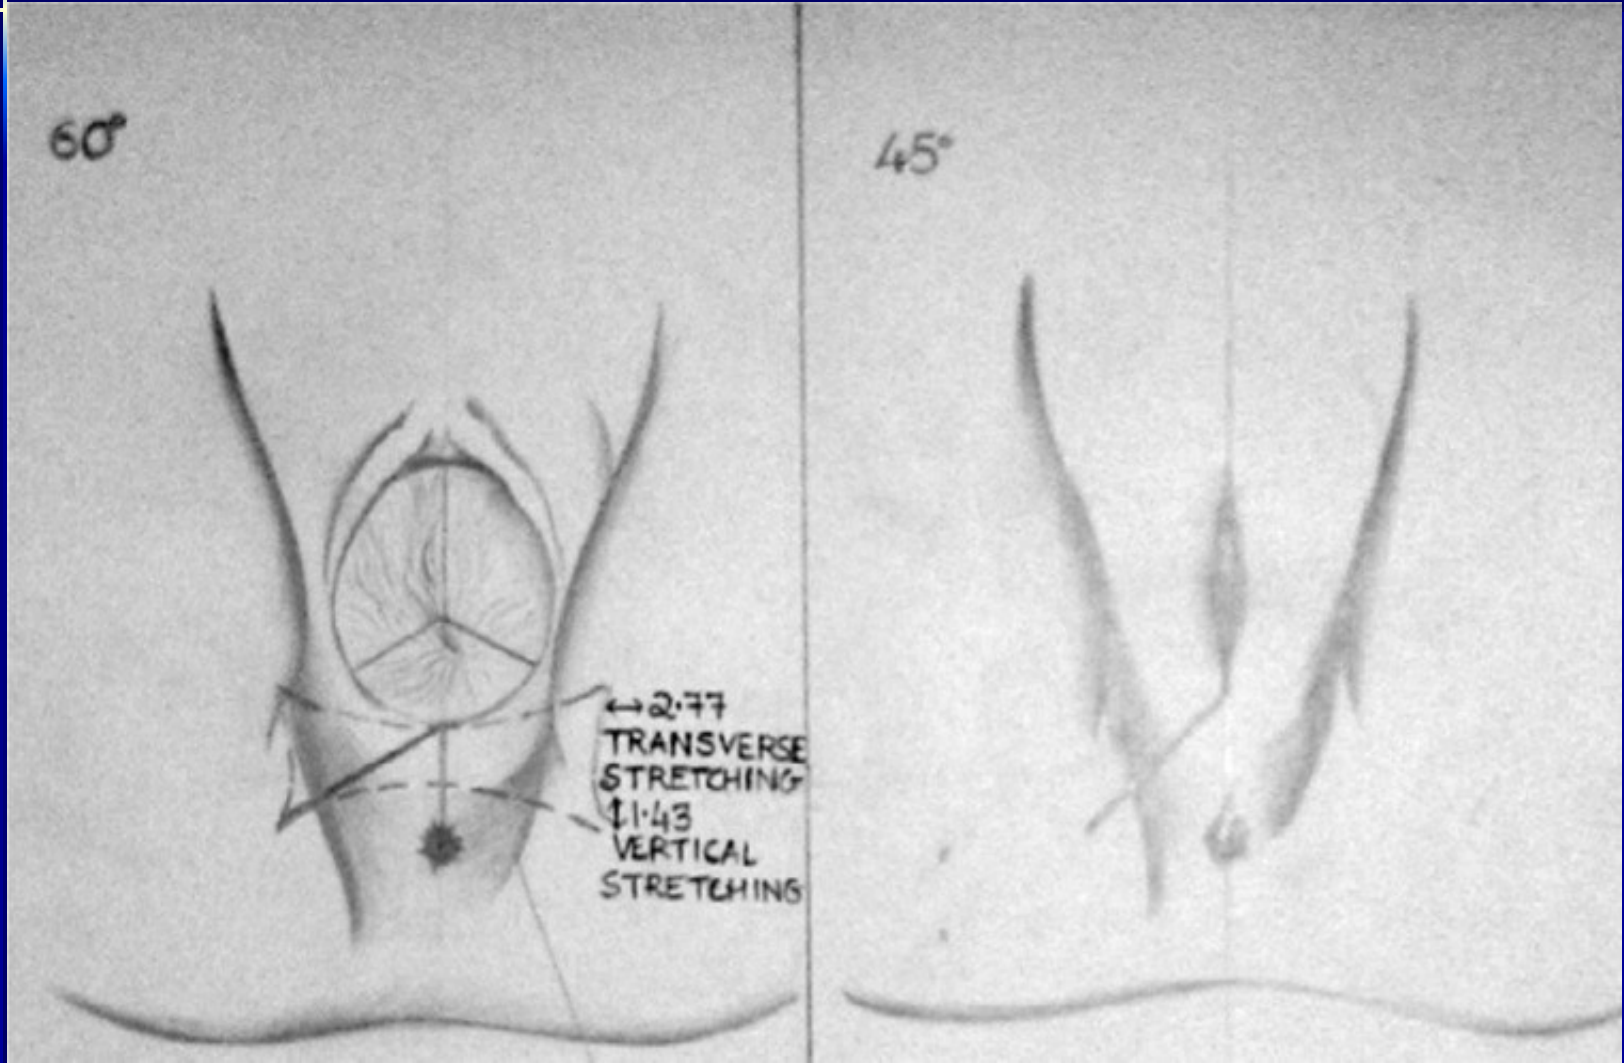 60°
45°
↔2.77
TRANSVERSE
STRETCHING
↕1.43
VERTICAL
STRETCHING